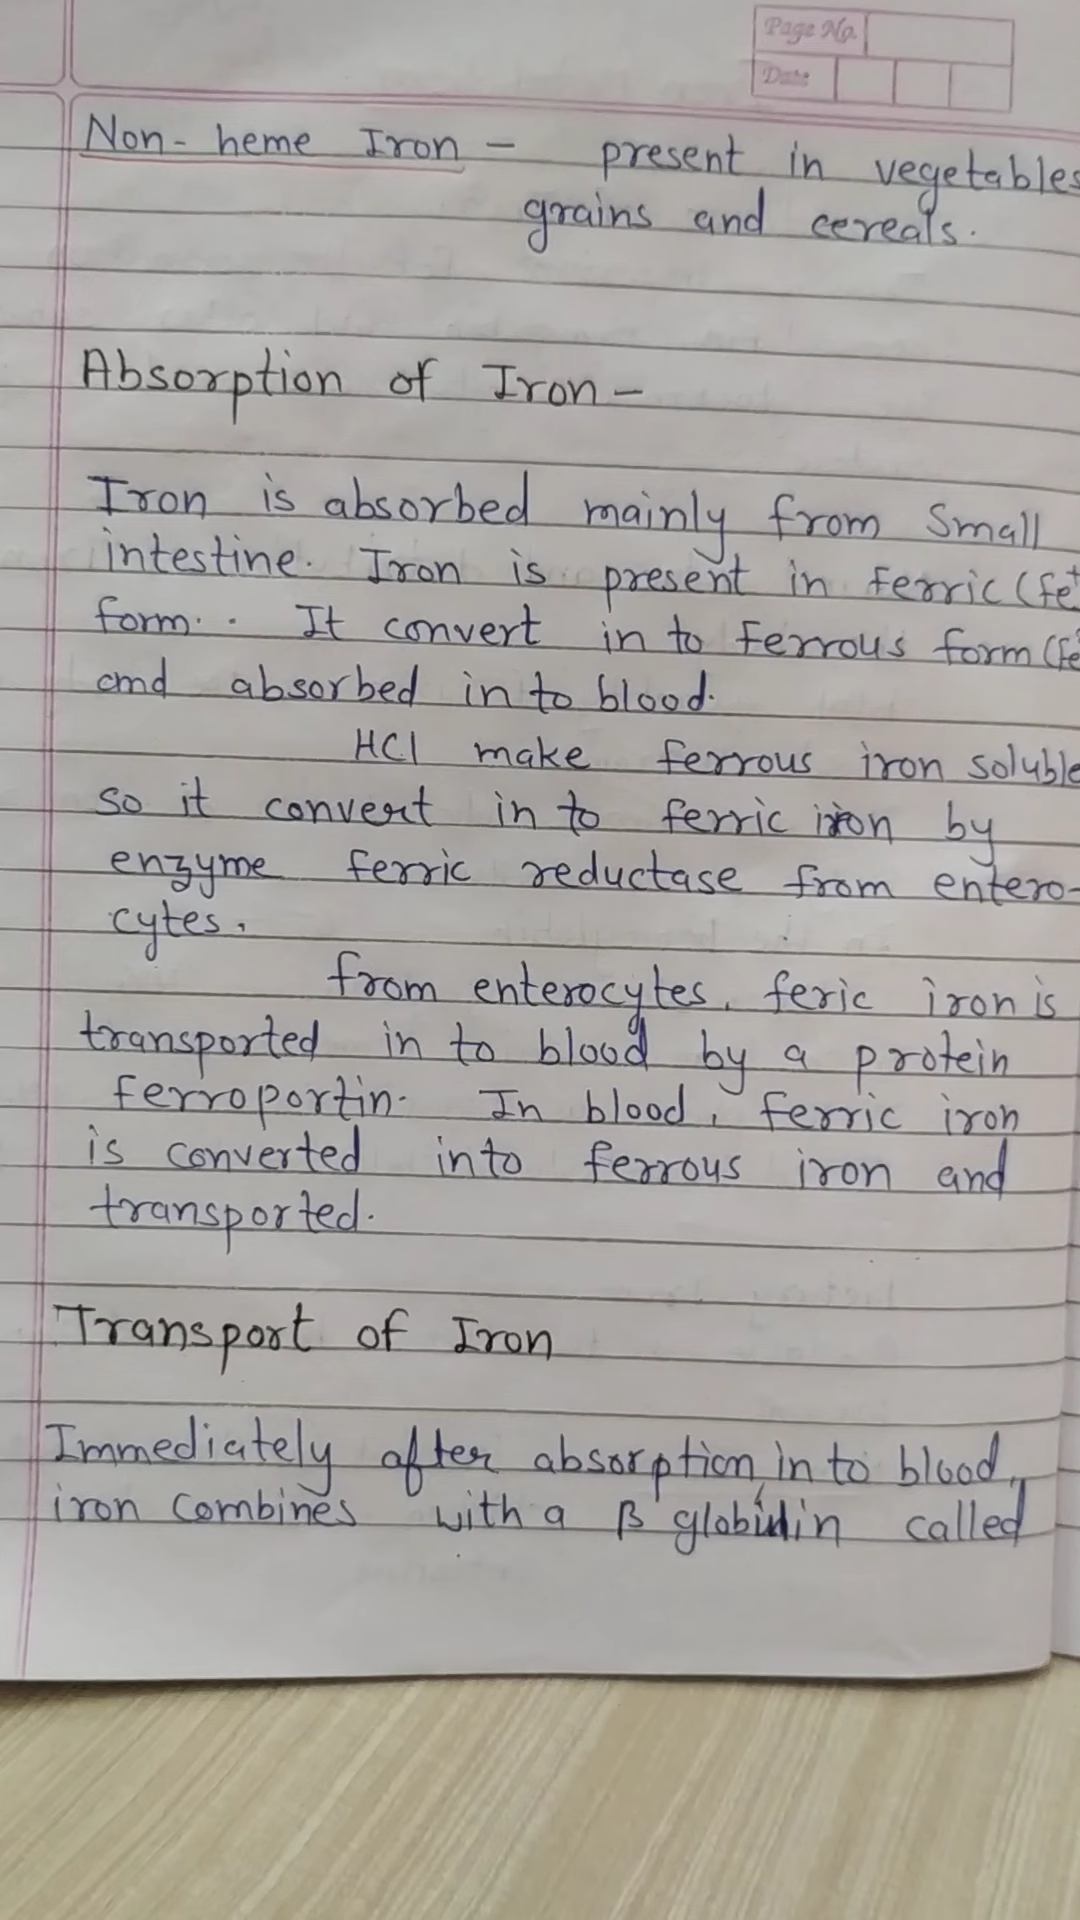 Page No.
Date
Non-heme Iron - present in vegetables
grains and cereals.
Absorption of Iron-
Iron is absorbed mainly from Small
intestine. Iron is present in Ferric (fe+
form. . It convert in to Ferrous form (fe
and absorbed in to blood.
HCl make ferrous iron soluble
so it convert in to ferric iron by
enzyme ferric reductase from entero-
cytes.
from enterocytes, feric iron is
transported in to blood by a protein
ferroportin. In blood, ferric iron
is converted into ferrous iron and
transported.
Transport of Iron
Immediately after absorption in to blood,
iron combines with a β called